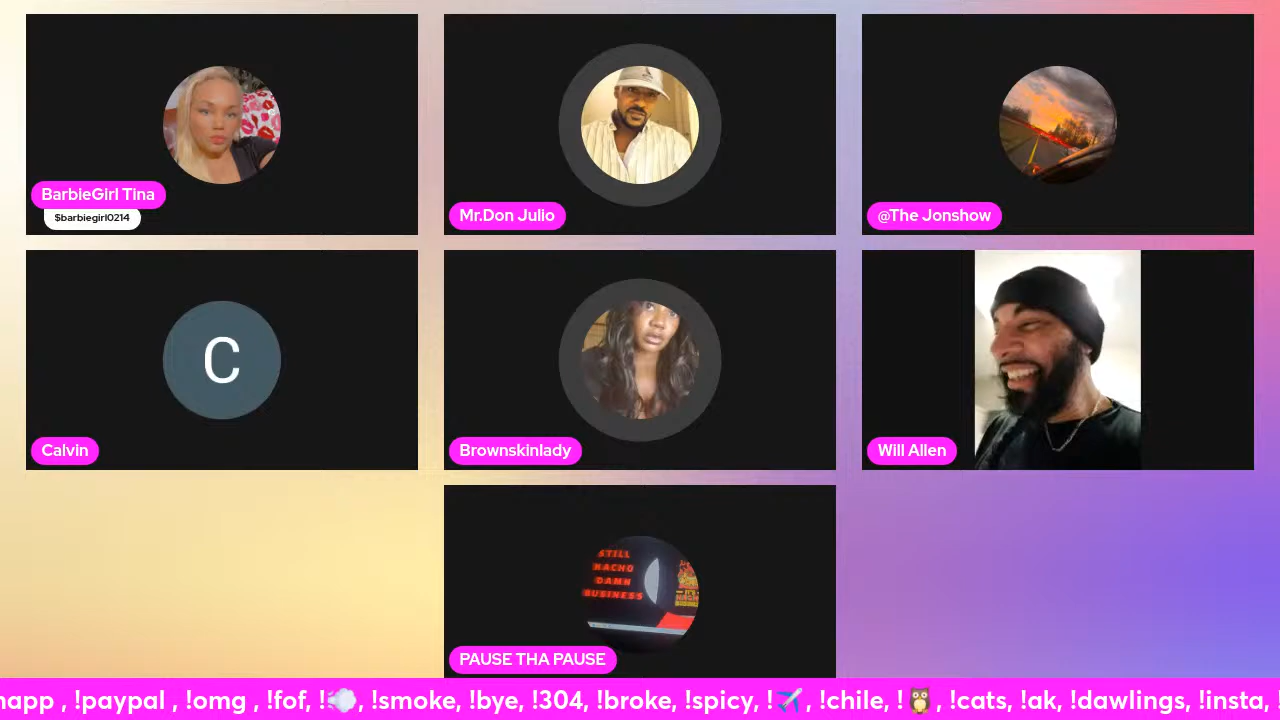 BarbieGirl Tina
$barbiegirl0214
Mr.Don Julio
@The Jonshow
C
Calvin
Brownskinlady
Will Allen
STILL
NACHO
DAMN
BUSINESS
PAUSE THA PAUSE
, !paypal , !omg , !fof, !💨, !smoke, !bye, !304, !broke, !spicy, !✈️, !chile, !🦉, !cats, !ak, !dawlings, !insta,